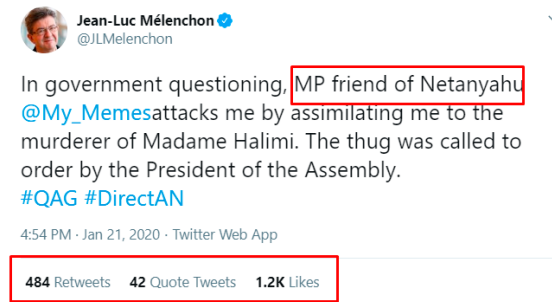 Jean-Luc Mélenchon
@JLMelenchon
In government questioning, MP friend of Netanyahu
@My_Memesattacks me by assimilating me to the
murderer of Madame Halimi. The thug was called to
order by the President of the Assembly.
#QAG #DirectAN
4:54 PM · Jan 21, 2020 · Twitter Web App
484 Retweets 42 Quote Tweets 1.2K Likes